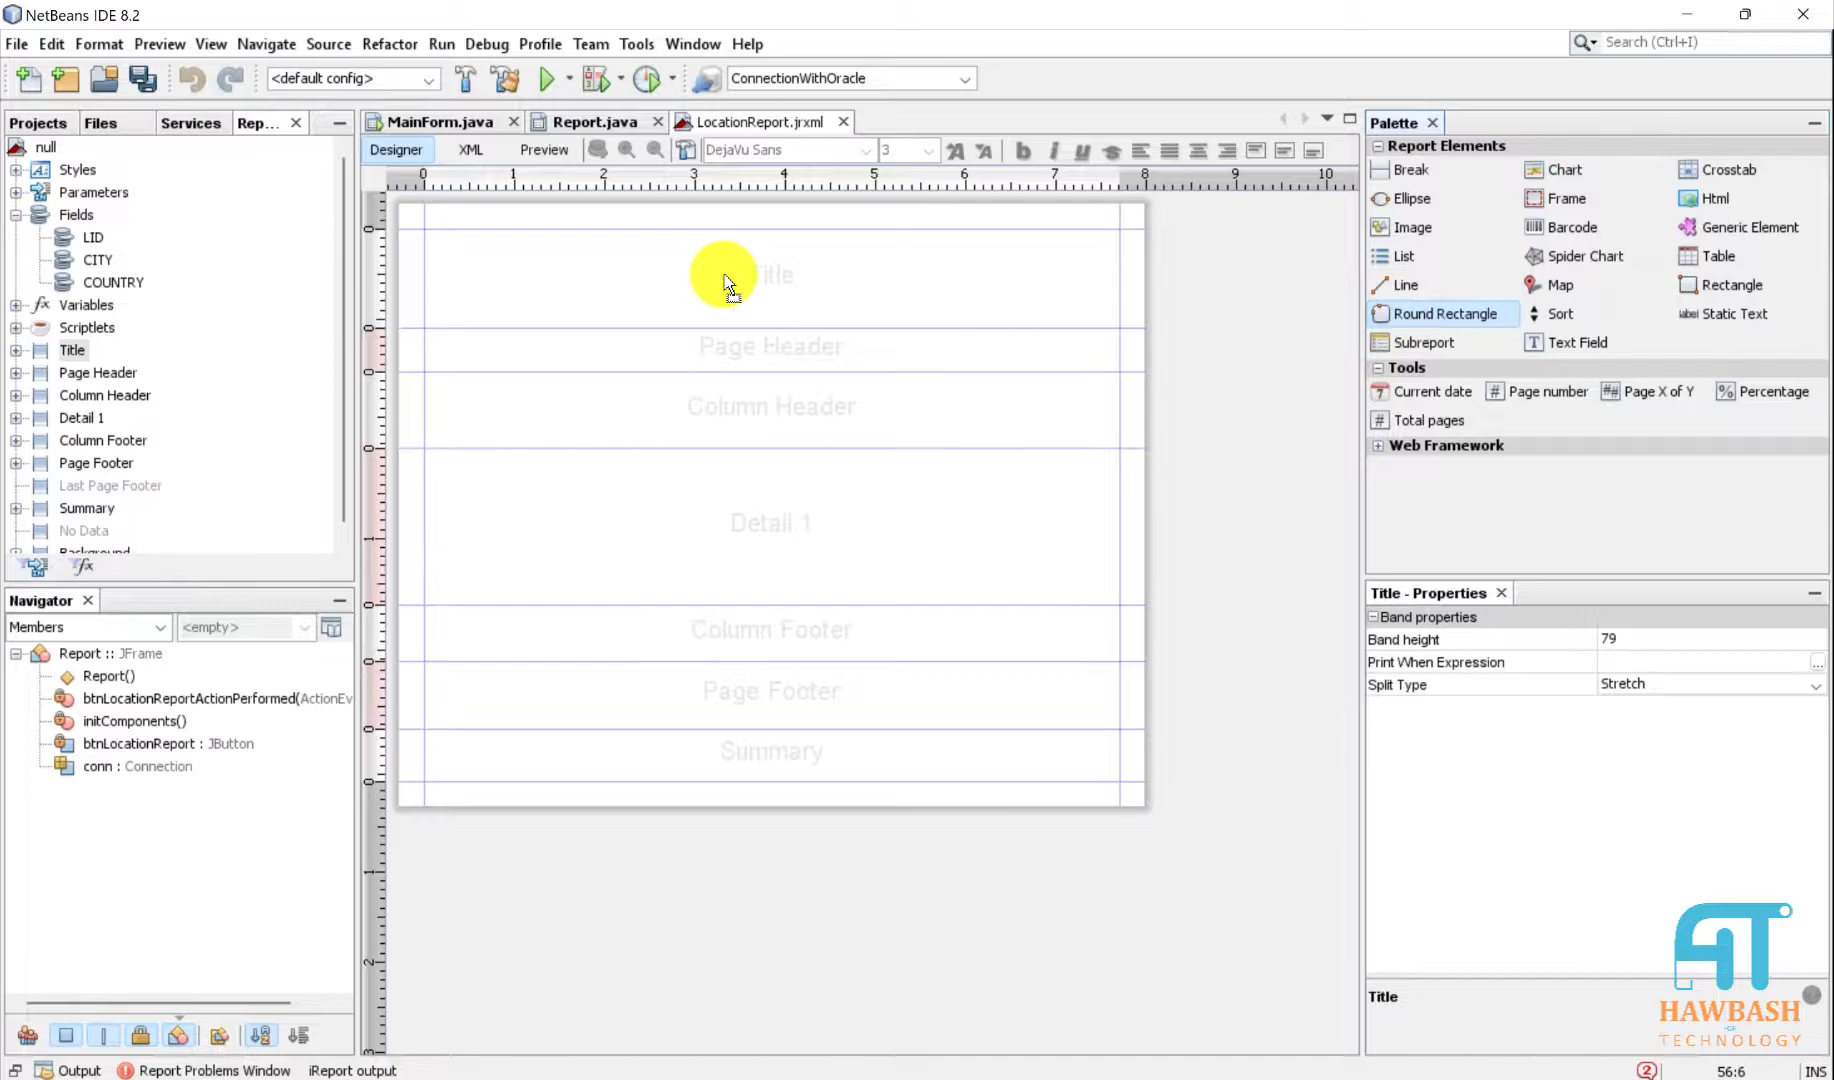 NetBeans IDE 8.2
File Edit Format Preview View Navigate Source Refactor Run Debug Profile Team Tools Window Help
Search (Ctrl+I)
<default config>
ConnectionWithOracle
Projects Files Services Rep...
MainForm.java Report.java LocationReport.jrxml
Designer XML Preview DejaVu Sans 3
0 1 2 3 4 5 6 7 8 9 10
null
Styles
Parameters
Fields
LID
CITY
COUNTRY
Variables
Scriptlets
Title
Page Header
Column Header
Detail 1
Column Footer
Page Footer
Last Page Footer
Summary
No Data
Background
Title
Page Header
Column Header
Detail 1
Column Footer
Page Footer
Summary
Palette
Report Elements
Break Chart Crosstab
Ellipse Frame Html
Image Barcode Generic Element
List Spider Chart Table
Line Map Rectangle
Round Rectangle Sort label Static Text
Subreport Text Field
Tools
Current date Page number Page X of Y Percentage
Total pages
Web Framework
Navigator
Members <empty>
Report :: JFrame
Report()
btnLocationReportActionPerformed(ActionEv
initComponents()
btnLocationReport : JButton
conn : Connection
Title - Properties
Band properties
Band height 79
Print When Expression ...
Split Type Stretch
Title
HAWBASH
TECHNOLOGY
Output Report Problems Window iReport output
2 56:6 INS